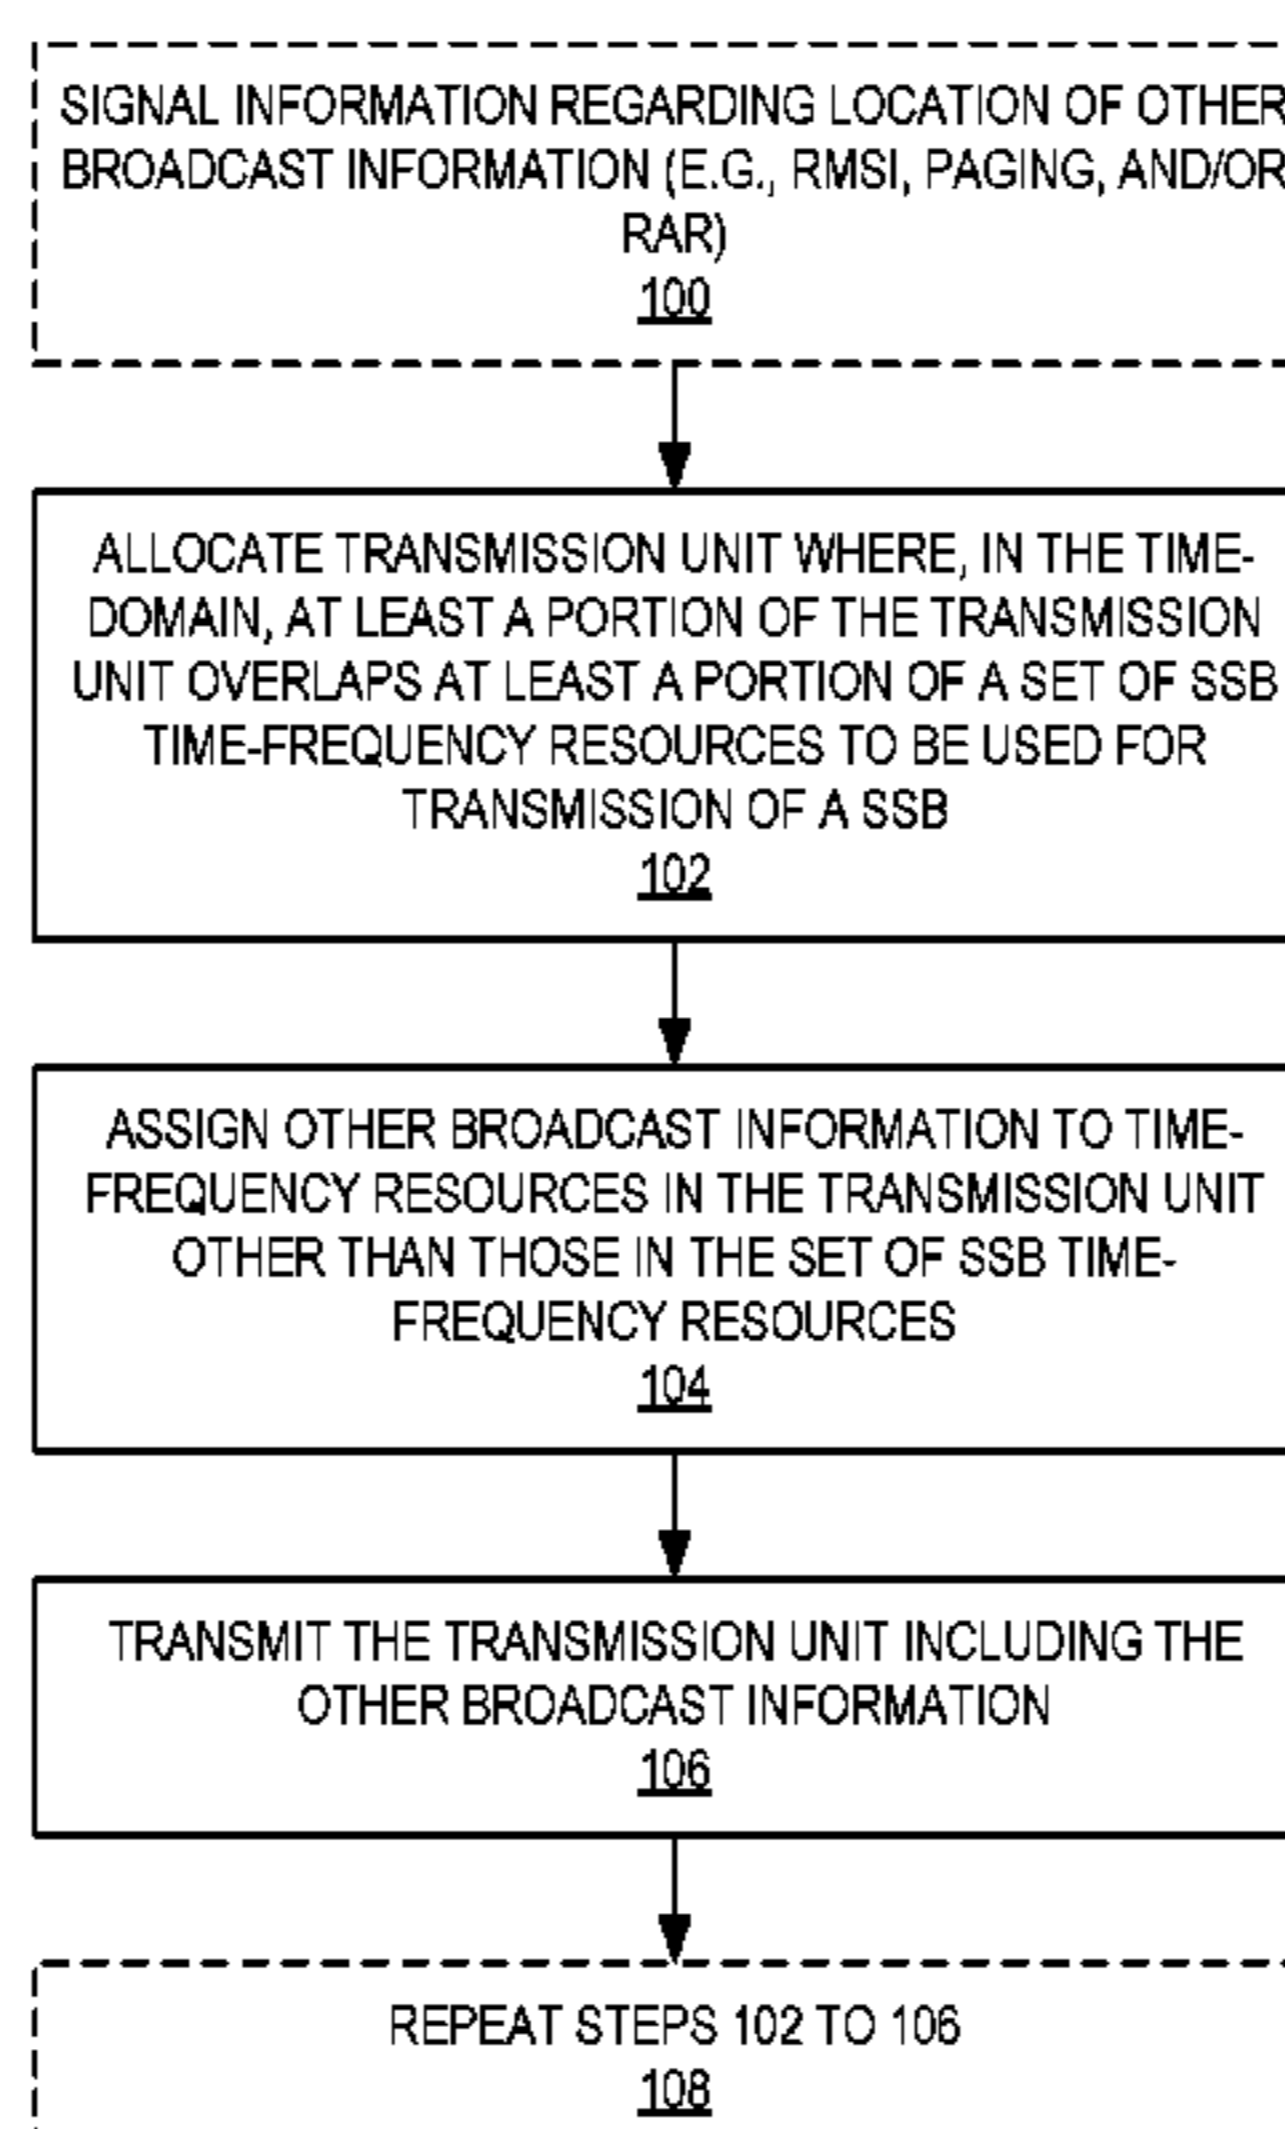 SIGNAL INFORMATION REGARDING LOCATION OF OTHER
BROADCAST INFORMATION (E.G., RMSI, PAGING, AND/OR
RAR)
100
ALLOCATE TRANSMISSION UNIT WHERE, IN THE TIME-
DOMAIN, AT LEAST A PORTION OF THE TRANSMISSION
UNIT OVERLAPS AT LEAST A PORTION OF A SET OF SSB
TIME-FREQUENCY RESOURCES TO BE USED FOR
TRANSMISSION OF A SSB
102
ASSIGN OTHER BROADCAST INFORMATION TO TIME-
FREQUENCY RESOURCES IN THE TRANSMISSION UNIT
OTHER THAN THOSE IN THE SET OF SSB TIME-
FREQUENCY RESOURCES
104
TRANSMIT THE TRANSMISSION UNIT INCLUDING THE
OTHER BROADCAST INFORMATION
106
REPEAT STEPS 102 TO 106
108